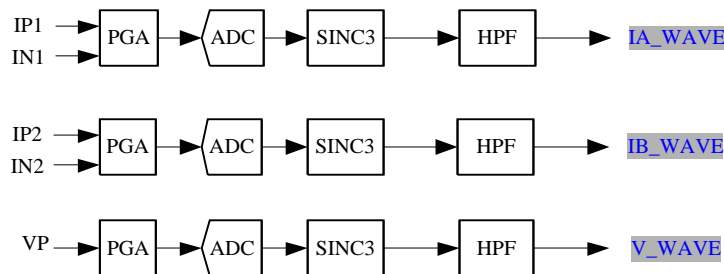 IP1
IN1
PGA
ADC
SINC3
HPF
IA_WAVE
IP2
IN2
PGA
ADC
SINC3
HPF
IB_WAVE
VP
PGA
ADC
SINC3
HPF
V_WAVE